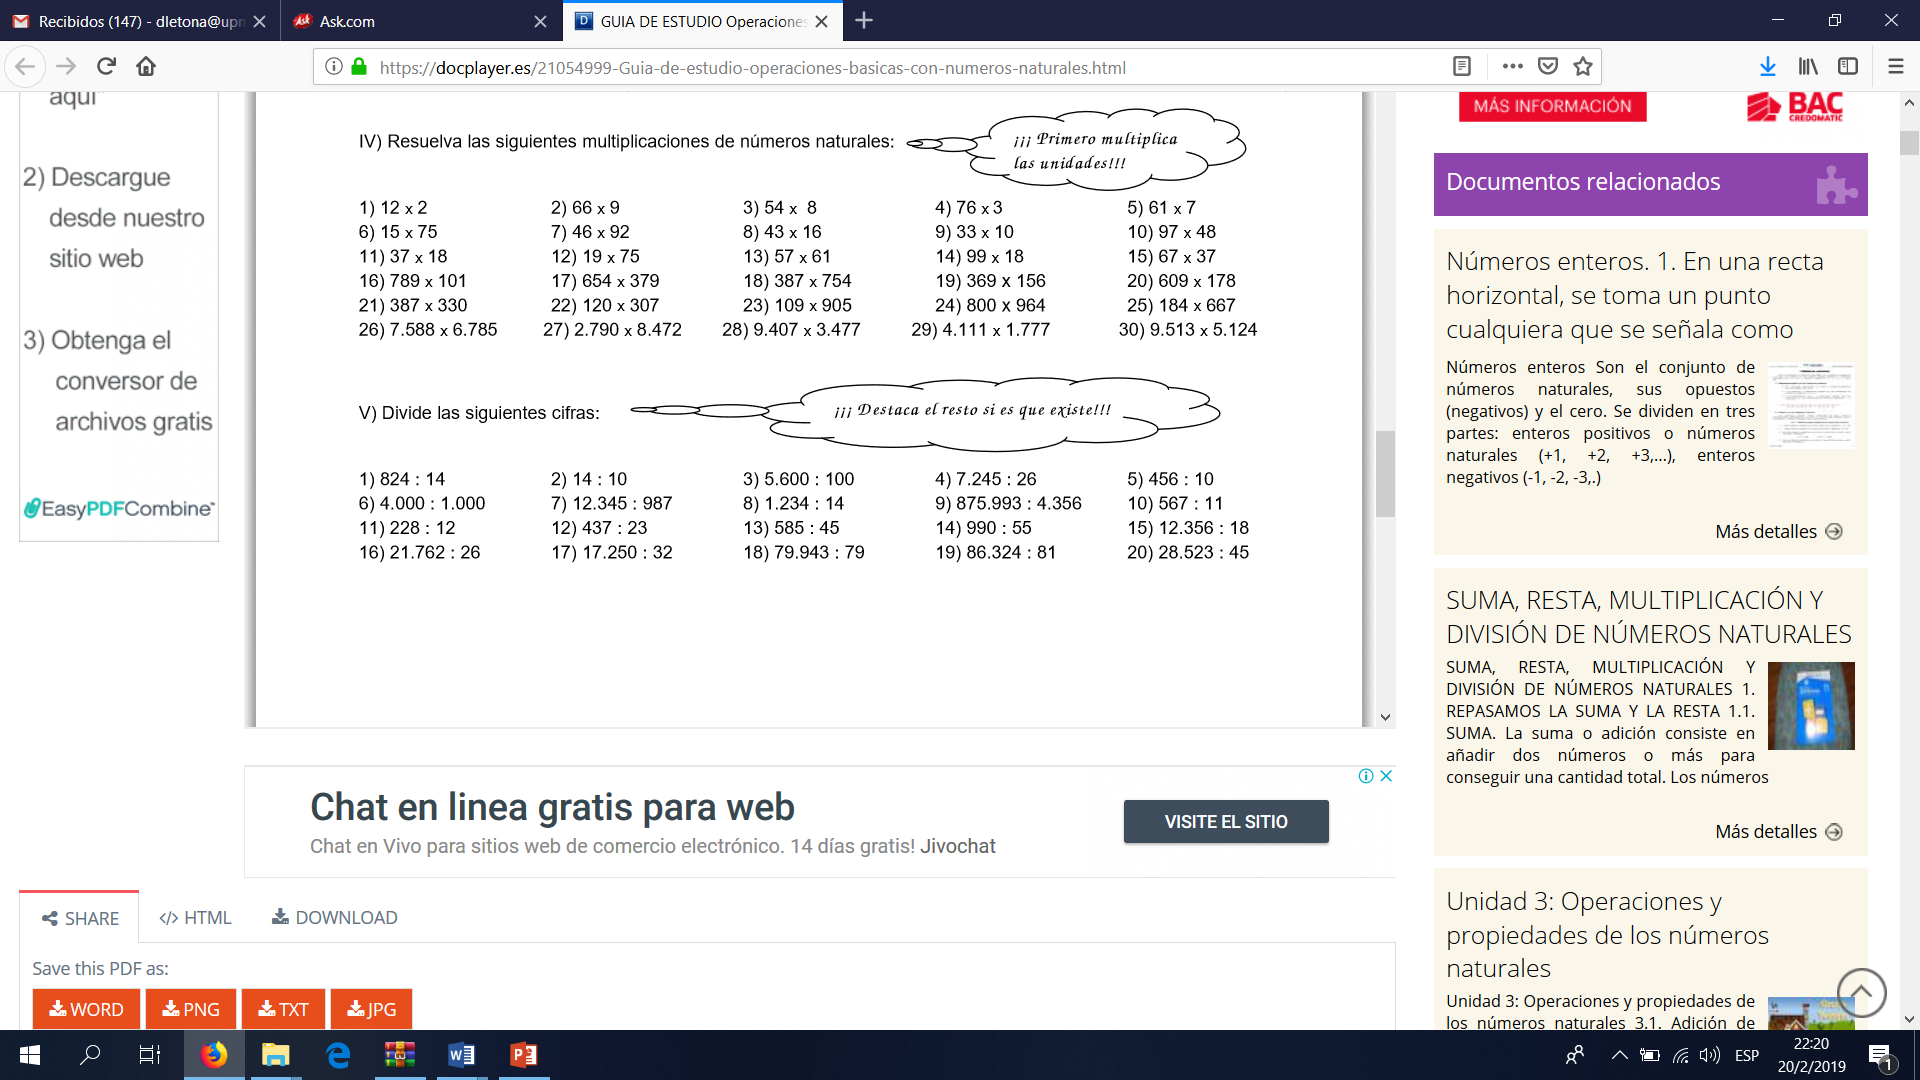 Recibidos (147) - dletona@upn
Ask.com
GUIA DE ESTUDIO Operaciones
https://docplayer.es/21054999-Guia-de-estudio-operaciones-basicas-con-numeros-naturales.html
aquí"
2) Descargue
desde nuestro
sitio web
3) Obtenga el
conversor de
archivos gratis
EasyPDFCombine™
IV) Resuelva las siguientes multiplicaciones de números naturales:
¡¡¡ Primero multiplica
las unidades!!!
1) 12 x 2 2) 66 x 9 3) 54 x 8 4) 76 x 3 5) 61 x 7
6) 15 x 75 7) 46 x 92 8) 43 x 16 9) 33 x 10 10) 97 x 48
11) 37 x 18 12) 19 x 75 13) 57 x 61 14) 99 x 18 15) 67 x 37
16) 789 x 101 17) 654 x 379 18) 387 x 754 19) 369 x 156 20) 609 x 178
21) 387 x 330 22) 120 x 307 23) 109 x 905 24) 800 x 964 25) 184 x 667
26) 7.588 x 6.785 27) 2.790 x 8.472 28) 9.407 x 3.477 29) 4.111 x 1.777 30) 9.513 x 5.124
V) Divide las siguientes cifras:
¡¡¡ Destaca el resto si es que existe!!!
1) 824 : 14 2) 14 : 10 3) 5.600 : 100 4) 7.245 : 26 5) 456 : 10
6) 4.000 : 1.000 7) 12.345 : 987 8) 1.234 : 14 9) 875.993 : 4.356 10) 567 : 11
11) 228 : 12 12) 437 : 23 13) 585 : 45 14) 990 : 55 15) 12.356 : 18
16) 21.762 : 26 17) 17.250 : 32 18) 79.943 : 79 19) 86.324 : 81 20) 28.523 : 45
Chat en linea gratis para web
Chat en Vivo para sitios web de comercio electrónico. 14 días gratis! Jivochat
VISITE EL SITIO
SHARE
</> HTML
DOWNLOAD
Save this PDF as:
WORD
PNG
TXT
JPG
MÁS INFORMACIÓN
BAC
CREDOMATIC
Documentos relacionados
Números enteros. 1. En una recta
horizontal, se toma un punto
cualquiera que se señala como
Números enteros Son el conjunto de
números naturales, sus opuestos
(negativos) y el cero. Se dividen en tres
partes: enteros positivos o números
naturales (+1, +2, +3,...), enteros
negativos (-1, -2, -3,.)
Más detalles
SUMA, RESTA, MULTIPLICACIÓN Y
DIVISIÓN DE NÚMEROS NATURALES
SUMA, RESTA, MULTIPLICACIÓN Y
DIVISIÓN DE NÚMEROS NATURALES 1.
REPASAMOS LA SUMA Y LA RESTA 1.1.
SUMA. La suma o adición consiste en
añadir dos números o más para
conseguir una cantidad total. Los números
Más detalles
Unidad 3: Operaciones y
propiedades de los números
naturales
Unidad 3: Operaciones y propiedades de
los números naturales 3.1. Adición de
ESP
22:20
20/2/2019
1